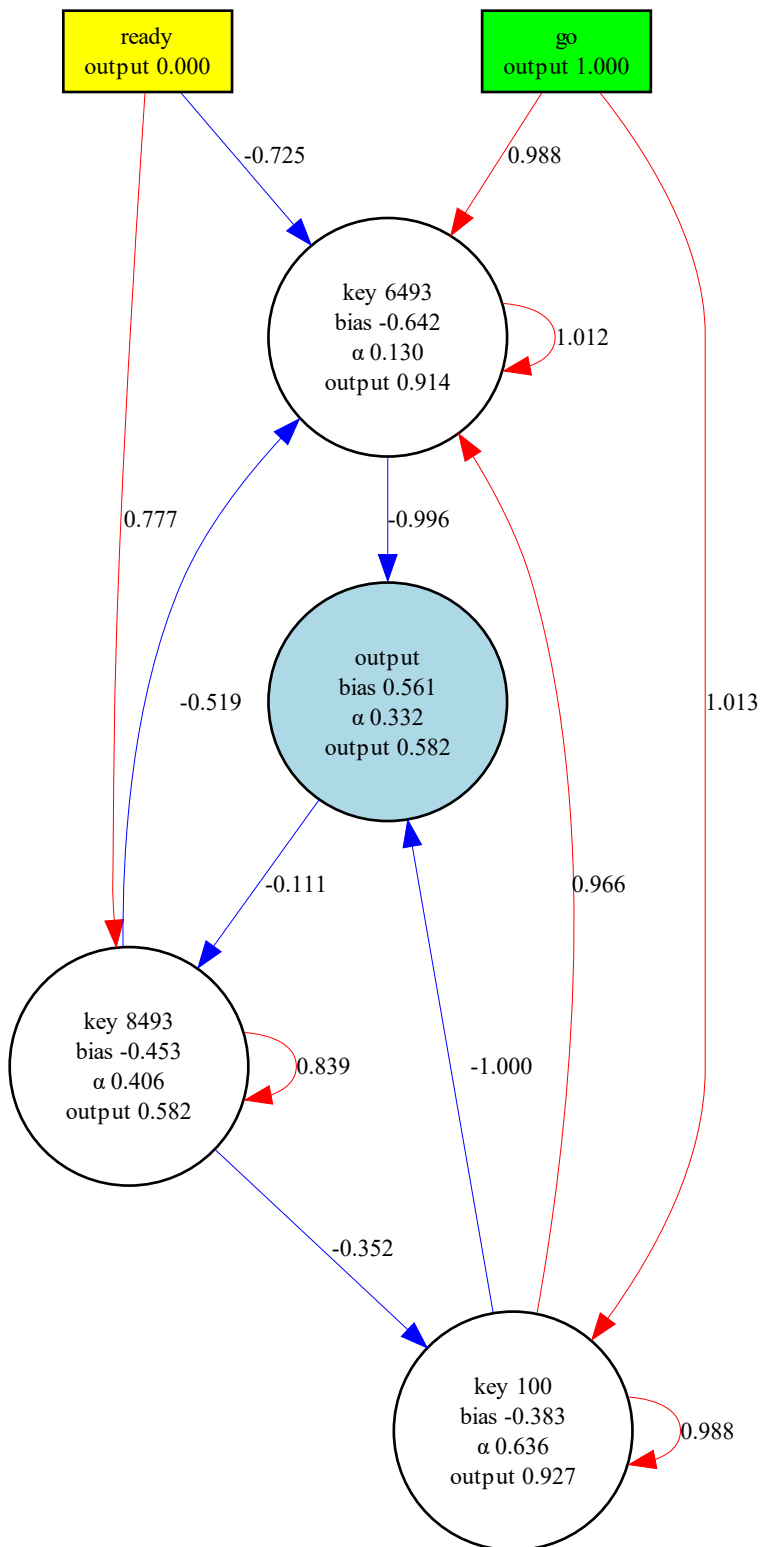 ready
output 0.000
go
output 1.000
-0.725
0.988
key 6493
bias -0.642
α 0.130
output 0.914
1.012
0.777
-0.996
output
bias 0.561
α 0.332
output 0.582
-0.519
1.013
-0.111
0.966
key 8493
bias -0.453
α 0.406
output 0.582
0.839
-1.000
-0.352
key 100
bias -0.383
α 0.636
output 0.927
0.988